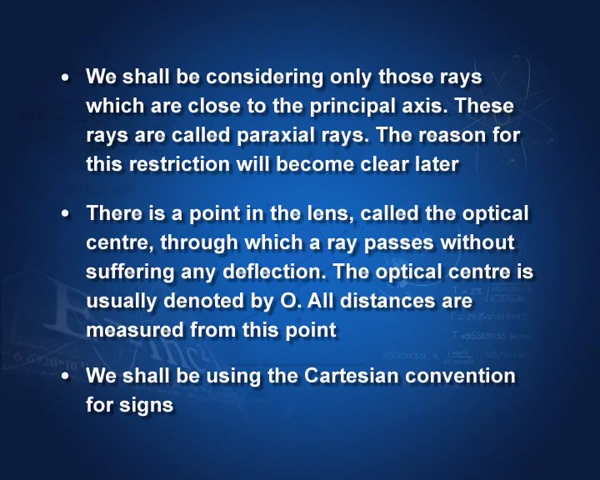 • We shall be considering only those rays
which are close to the principal axis. These
rays are called paraxial rays. The reason for
this restriction will become clear later
• There is a point in the lens, called the optical
centre, through which a ray passes without
suffering any deflection. The optical centre is
usually denoted by O. All distances are
measured from this point
• We shall be using the Cartesian convention
for signs